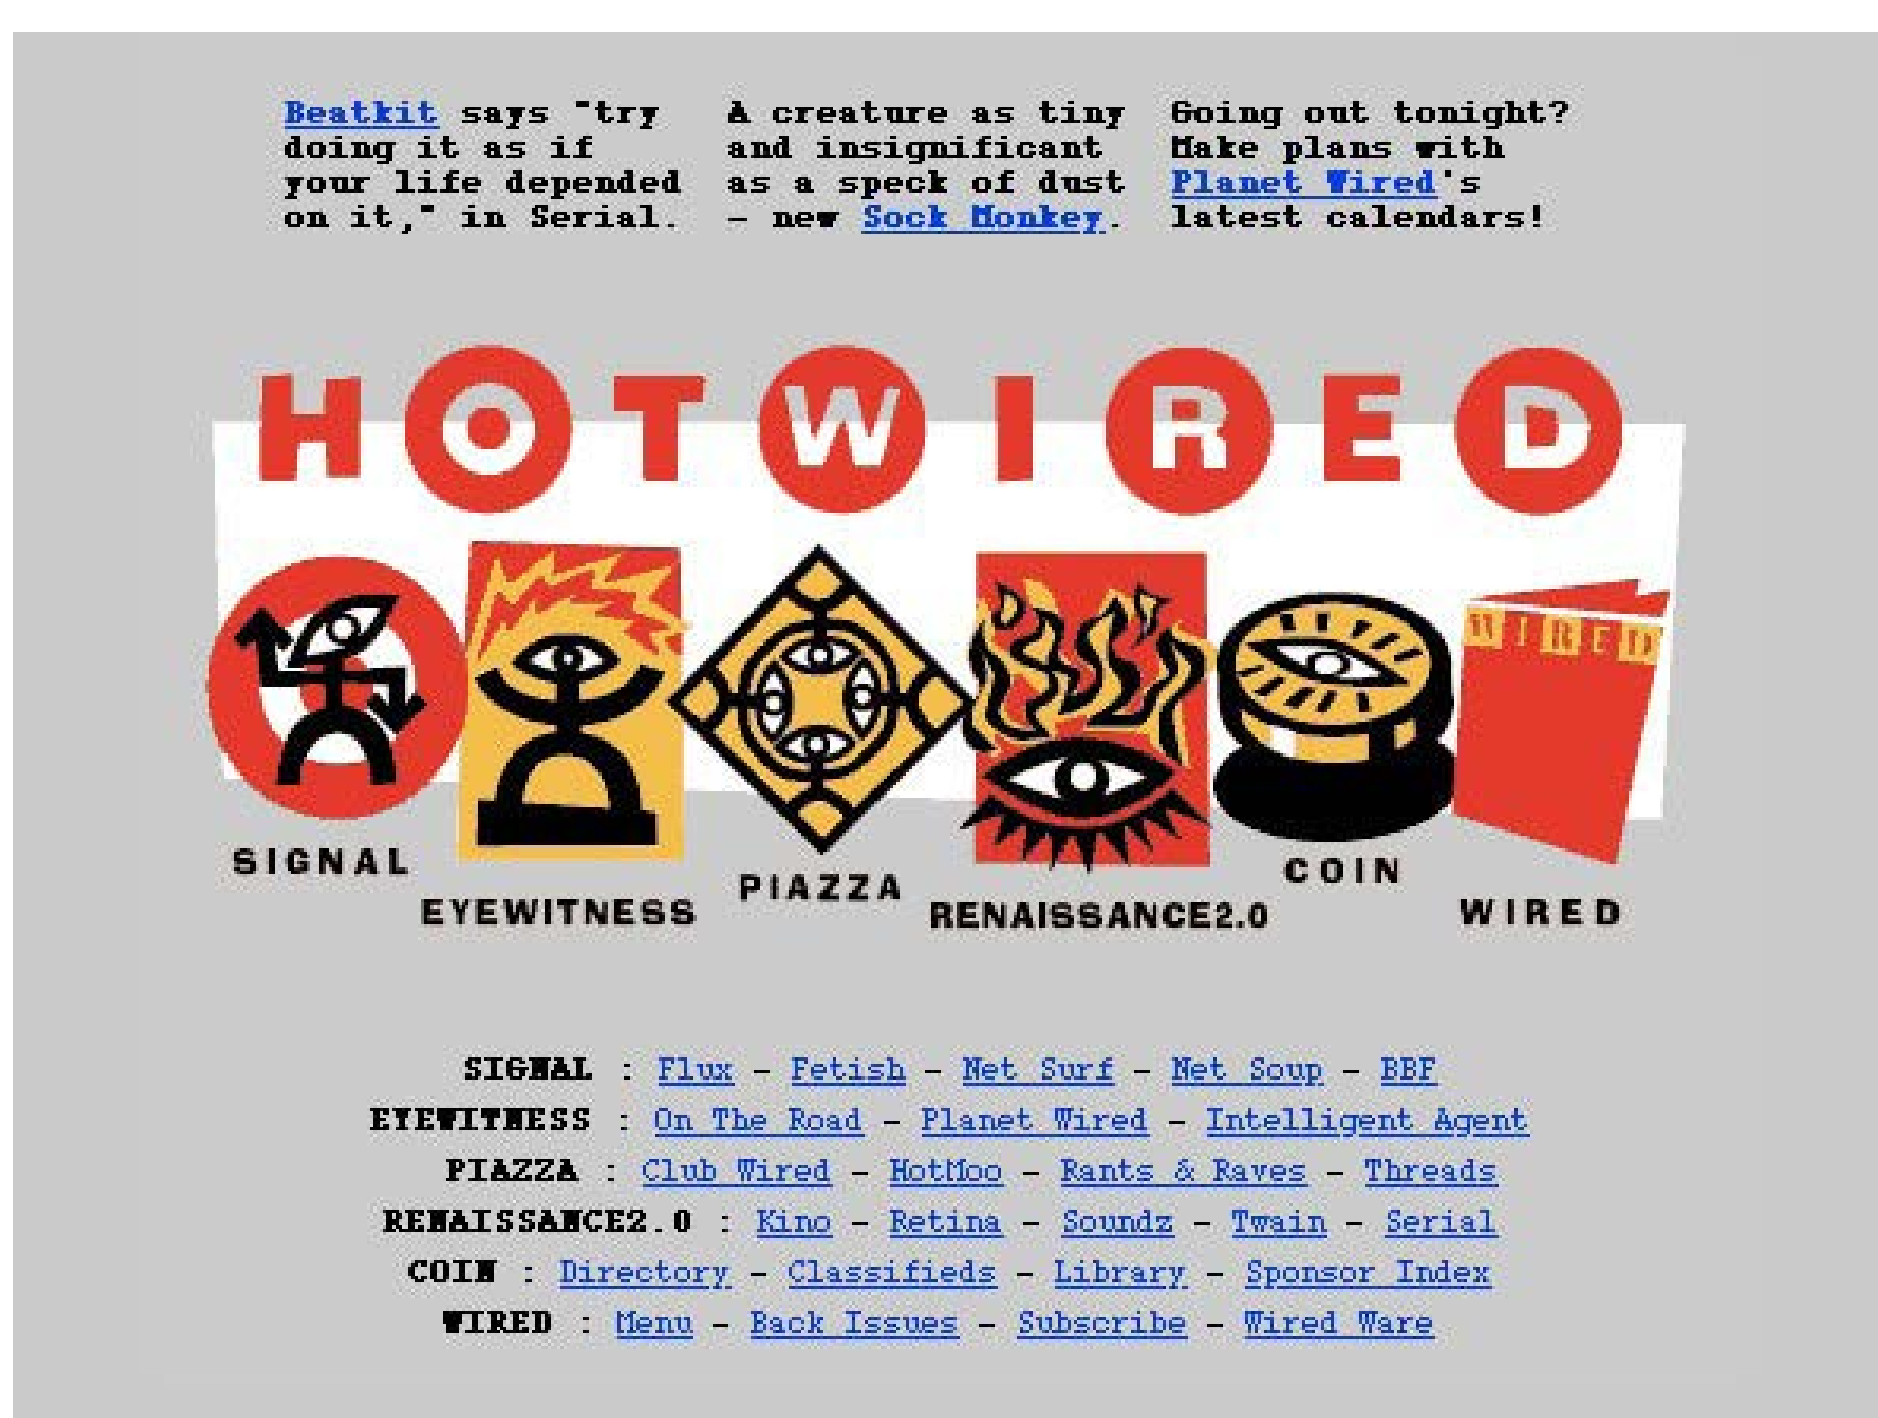 Beatkit says "try
doing it as if
your life depended
on it," in Serial.
A creature as tiny
and insignificant
as a speck of dust
– new Sock Monkey.
Going out tonight?
Make plans with
Planet Wired's
latest calendars!
HOTWIRED
WIRED
SIGNAL
EYEWITNESS
PIAZZA
RENAISSANCE2.0
COIN
WIRED
SIGNAL : Flux – Fetish – Net Surf – Net Soup – BBF
EYEWITNESS : On The Road – Planet Wired – Intelligent Agent
PIAZZA : Club Wired – HotMoo – Rants & Raves – Threads
RENAISSANCE2.0 : Kino – Retina – Soundz – Twain – Serial
COIN : Directory – Classifieds – Library – Sponsor Index
WIRED : Menu – Back Issues – Subscribe – Wired Ware